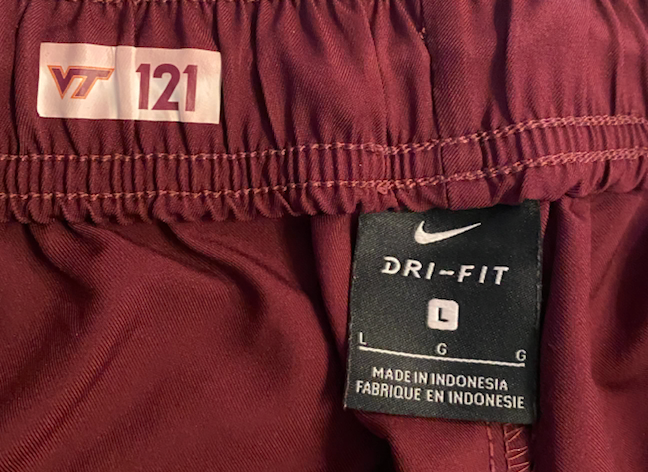 VT 121
DRI-FIT
L
L G G
MADE IN INDONESIA
FABRIQUE EN INDONESIE